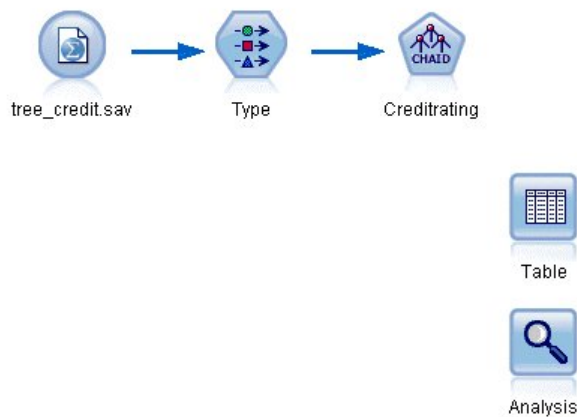 CHAID
tree_credit.sav
Type
Creditrating
Table
Analysis